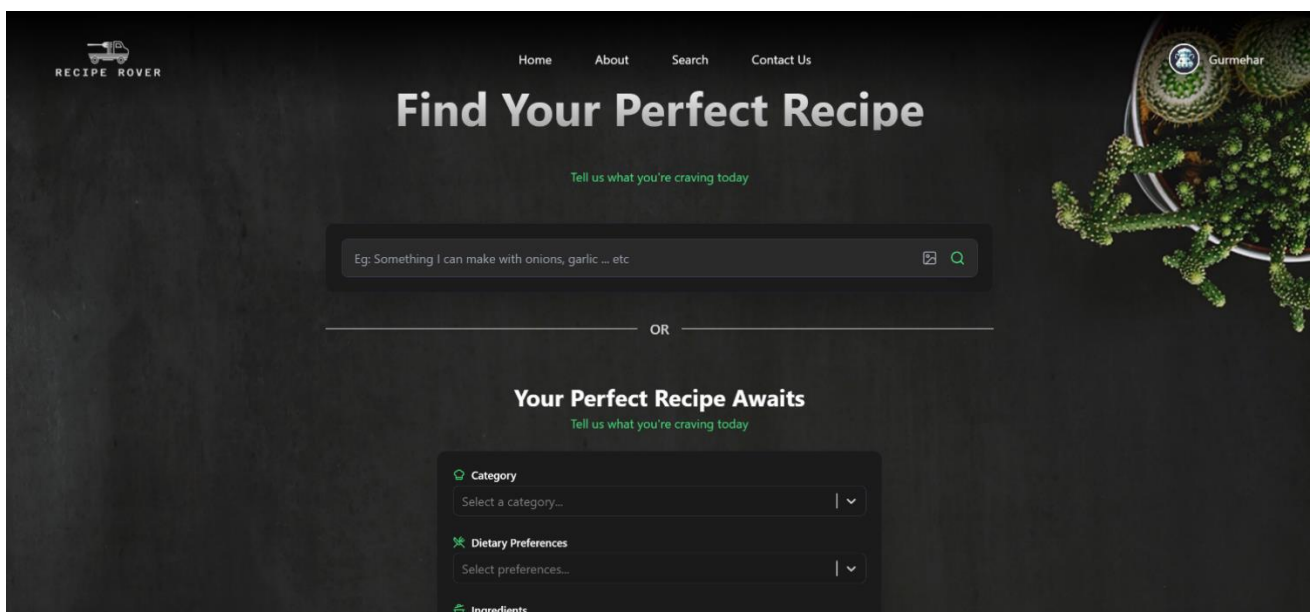 RECIPE ROVER
Home About Search Contact Us
Gurmehar
Find Your Perfect Recipe
Tell us what you're craving today
Eg: Something I can make with onions, garlic ... etc
OR
Your Perfect Recipe Awaits
Tell us what you're craving today
Category
Select a category...
Dietary Preferences
Select preferences...
Ingredients